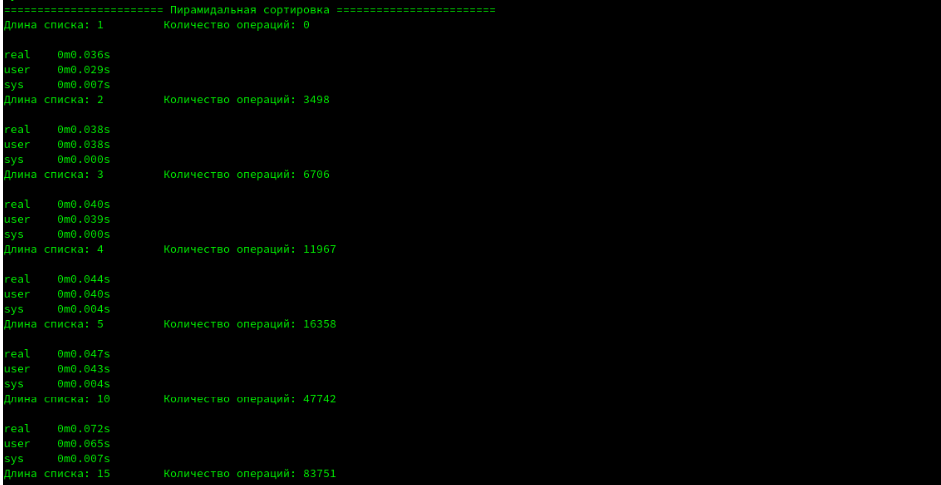 ======================== Пирамидальная сортировка ========================
Длина списка: 1        Количество операций: 0
real    0m0.036s
user    0m0.029s
sys     0m0.007s
Длина списка: 2        Количество операций: 3498
real    0m0.038s
user    0m0.038s
sys     0m0.000s
Длина списка: 3        Количество операций: 6706
real    0m0.040s
user    0m0.039s
sys     0m0.000s
Длина списка: 4        Количество операций: 11967
real    0m0.044s
user    0m0.040s
sys     0m0.004s
Длина списка: 5        Количество операций: 16358
real    0m0.047s
user    0m0.043s
sys     0m0.004s
Длина списка: 10        Количество операций: 47742
real    0m0.072s
user    0m0.065s
sys     0m0.007s
Длина списка: 15        Количество операций: 83751